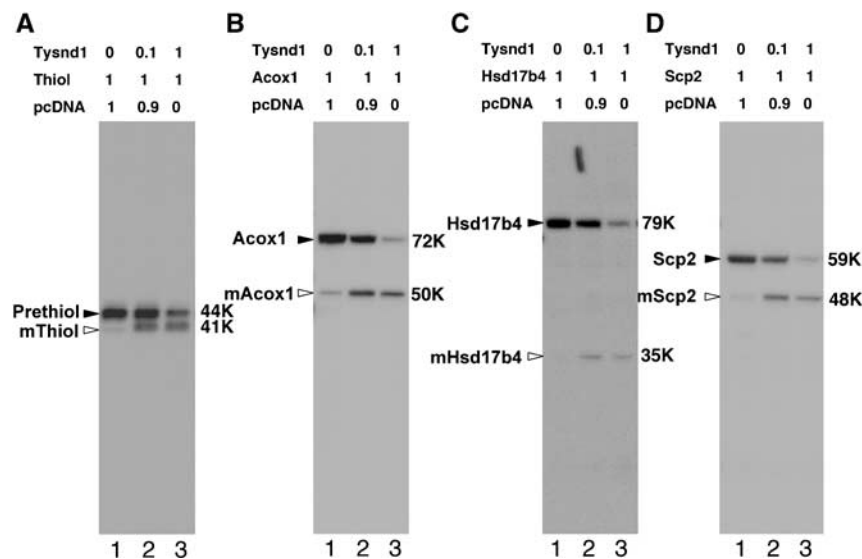 A
Tysnd1 0 0.1 1
Thiol 1 1 1
pcDNA 1 0.9 0
Prethiol 44K
mThiol 41K
1 2 3
B
Tysnd1 0 0.1 1
Acox1 1 1 1
pcDNA 1 0.9 0
Acox1 72K
mAcox1 50K
1 2 3
C
Tysnd1 0 0.1 1
Hsd17b4 1 1 1
pcDNA 1 0.9 0
Hsd17b4 79K
mHsd17b4 35K
1 2 3
D
Tysnd1 0 0.1 1
Scp2 1 1 1
pcDNA 1 0.9 0
Scp2 59K
mScp2 48K
1 2 3